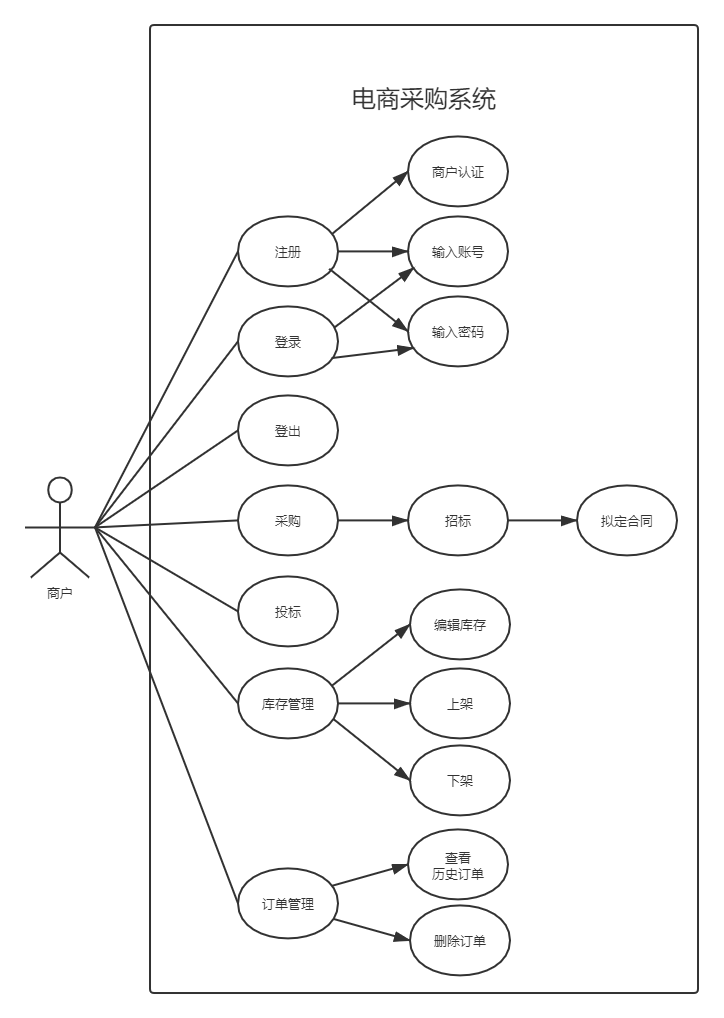 电商采购系统
商户认证
注册
输入账号
输入密码
登录
登出
采购
招标
拟定合同
商户
投标
编辑库存
库存管理
上架
下架
查看
历史订单
订单管理
删除订单